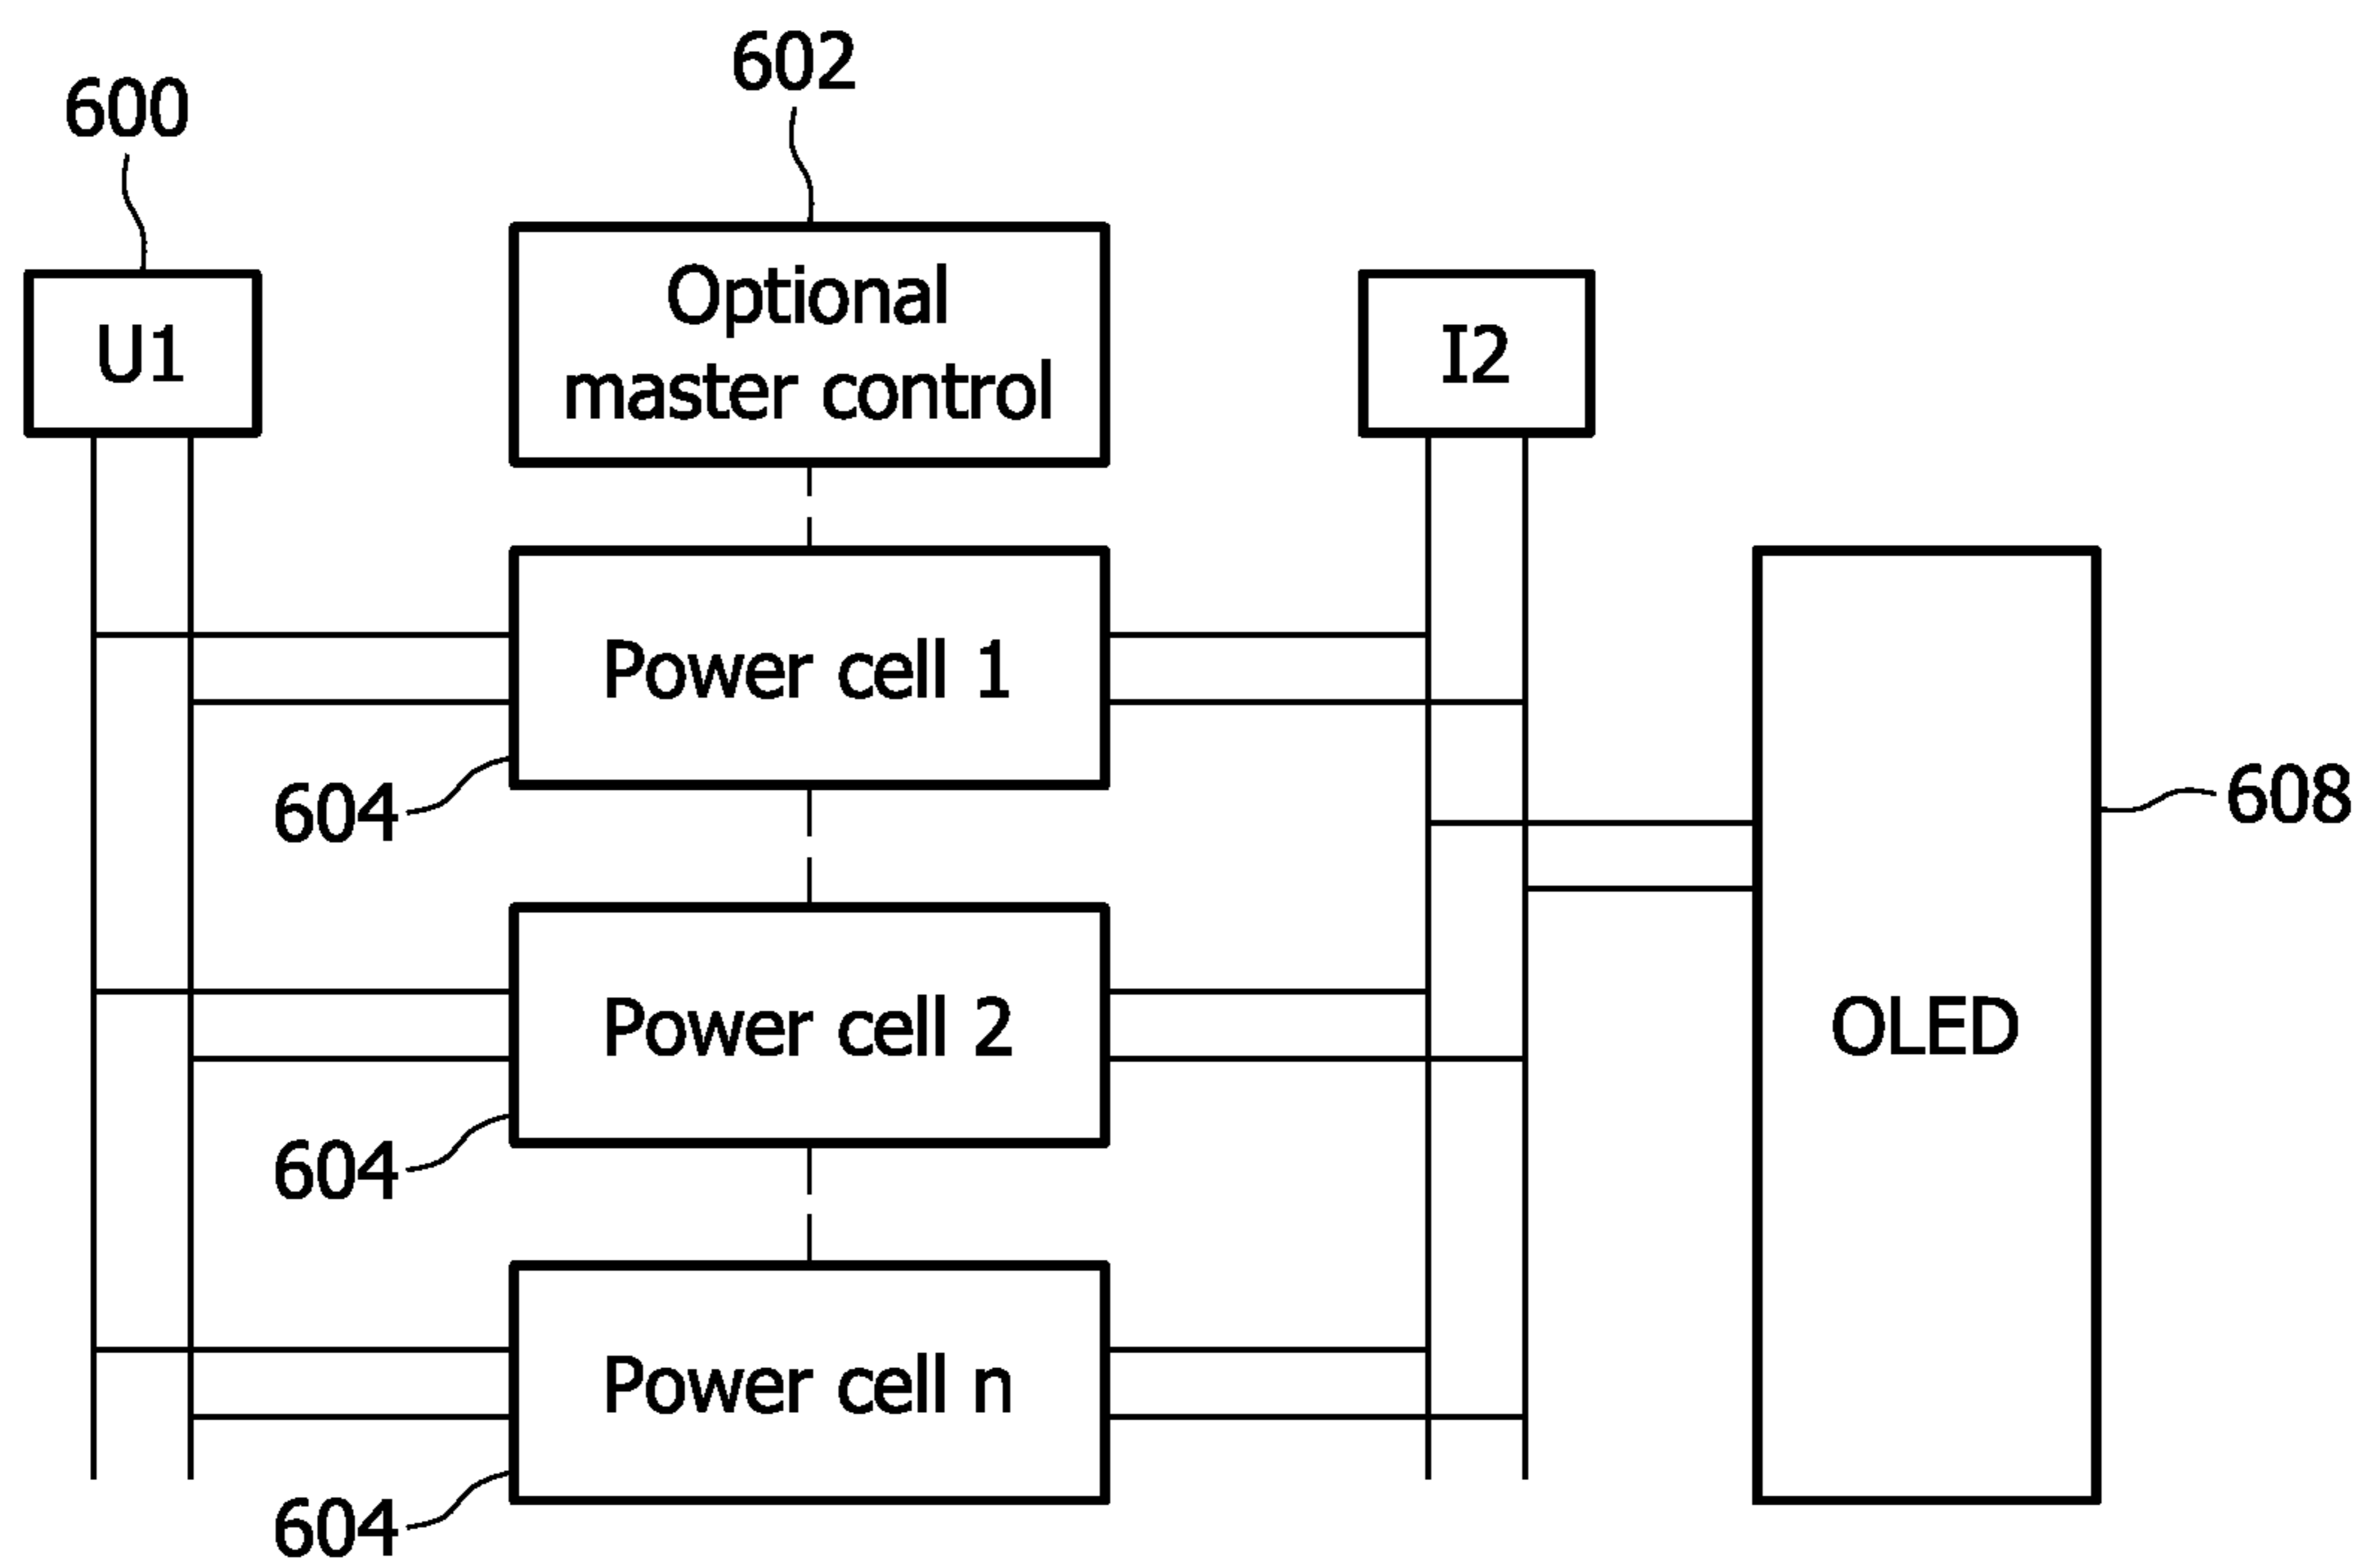 602
600
Optional
master control
U1
I2
Power cell 1
604
608
Power cell 2
OLED
604
Power cell n
604